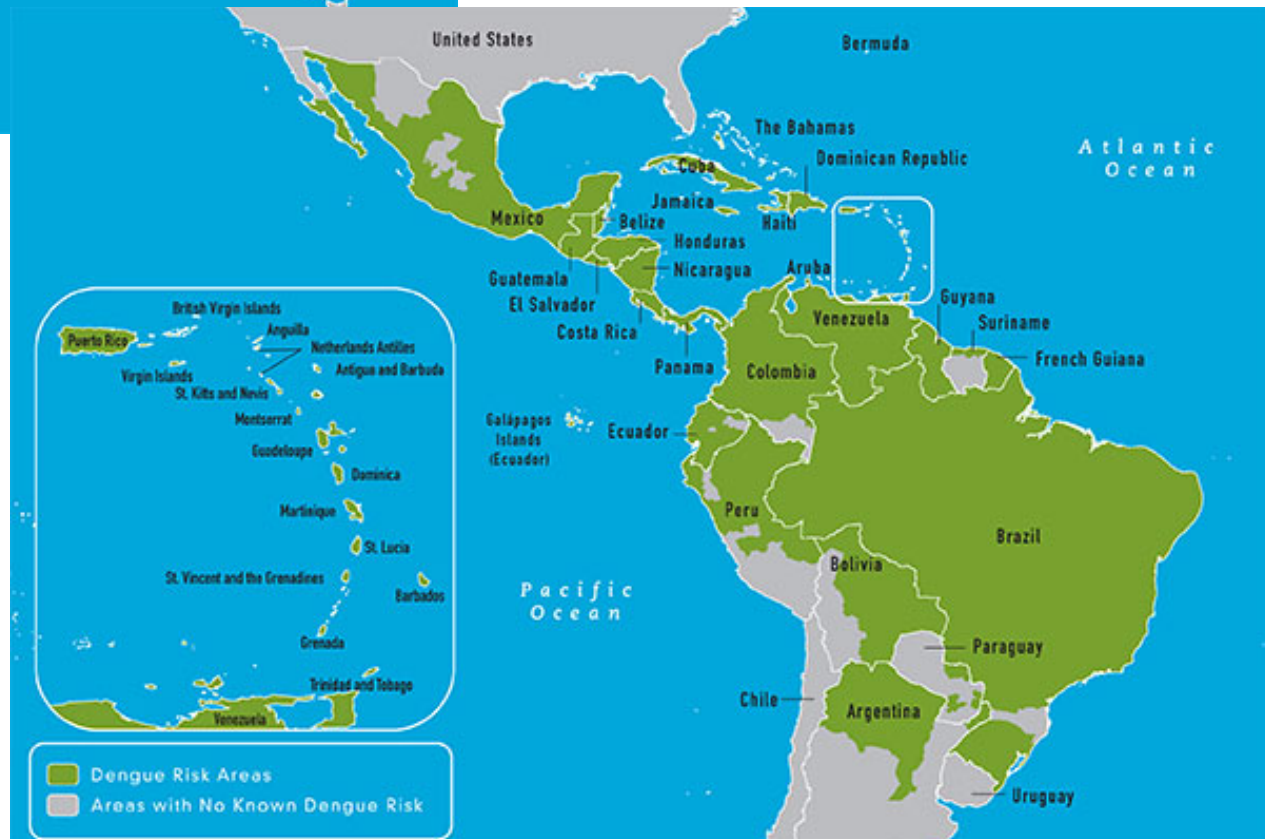 United States
Bermuda
The Bahamas
Atlantic
Ocean
Cuba
Dominican Republic
Jamaica
Haiti
Mexico
Belize
Honduras
Guatemala
Nicaragua
Aruba
El Salvador
Guyana
Costa Rica
Venezuela
Suriname
Panama
Colombia
French Guiana
Galápagos
Islands
(Ecuador)
Ecuador
Peru
Brazil
Bolivia
Pacific
Ocean
Paraguay
Chile
Argentina
Uruguay
British Virgin Islands
Puerto Rico
Anguilla
Netherlands Antilles
Virgin Islands
Antigua and Barbuda
St. Kitts and Nevis
Montserrat
Guadeloupe
Dominica
Martinique
St. Lucia
St. Vincent and the Grenadines
Barbados
Grenada
Trinidad and Tobago
Venezuela
Dengue Risk Areas
Areas with No Known Dengue Risk